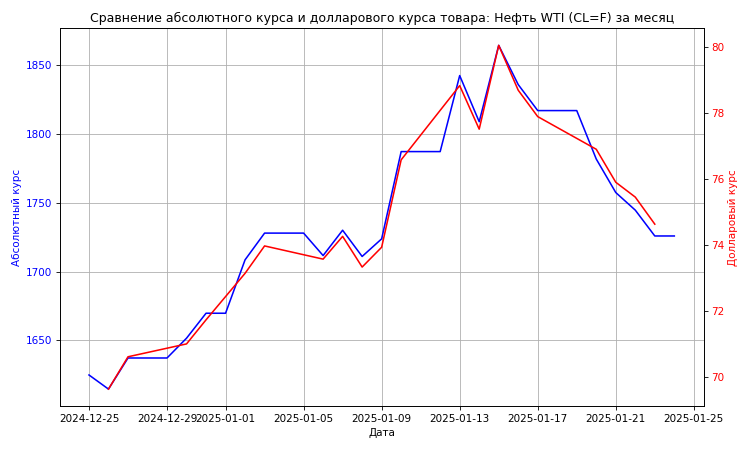 Сравнение абсолютного курса и долларового курса товара: Нефть WTI (CL=F) за месяц
1850
1800
1750
1700
1650
Абсолютный курс
80
78
76
74
72
70
Долларовый курс
2024-12-25 2024-12-29 2025-01-01 2025-01-05 2025-01-09 2025-01-13 2025-01-17 2025-01-21 2025-01-25
Дата